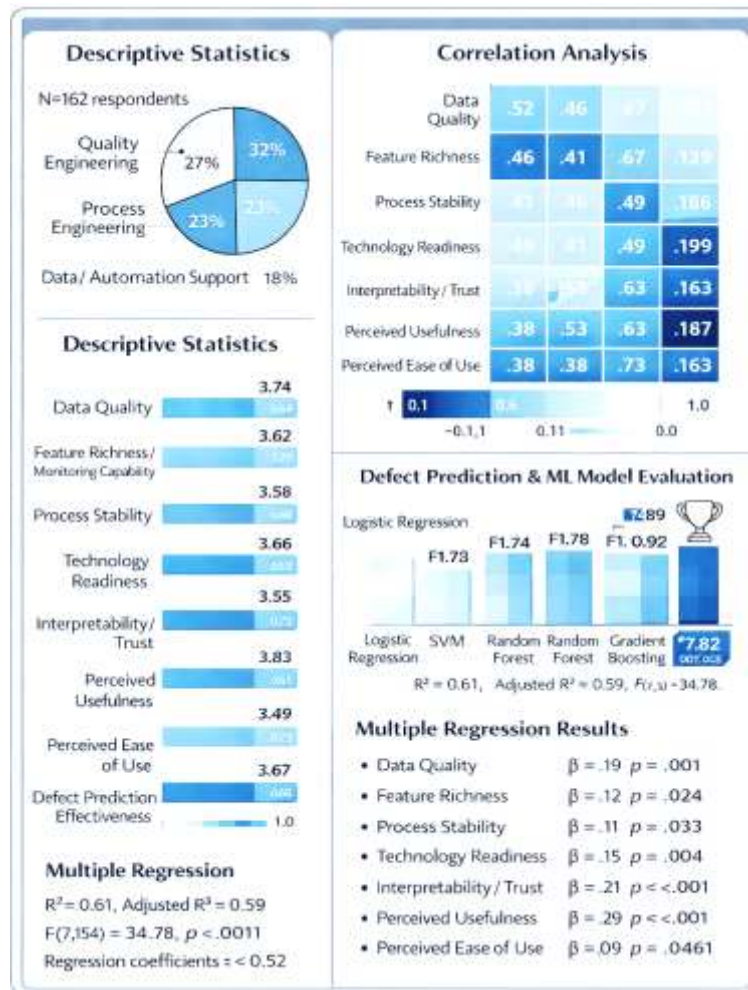 Descriptive Statistics
N=162 respondents
Quality Engineering
27%
32%
Process Engineering
23%
23%
Data/Automation Support 18%
Descriptive Statistics
3.74
Data Quality
3.62
Feature Richness/
Monitoring Capability
3.58
Process Stability
3.66
Technology
Readiness
3.55
Interpretability/
Trust
3.83
Perceived
Usefulness
3.49
Perceived Ease
of Use
3.67
Defect Prediction
Effectiveness
1.0
Multiple Regression
R²= 0.61, Adjusted R³ = 0.59
F(7,154) = 34.78, p <.0011
Regression coefficients = < 0.52
Correlation Analysis
Data
Quality
.52 .46 .67
Feature Richness .46 .41 .67 .139
Process Stability .49 .186
Technology Readiness .41 .49 .199
Interpretability / Trust .63 .163
Perceived Usefulness .38 .53 .63 .187
Perceived Ease of Use .38 .38 .73 .163
0.1 1.0
−0.1,1 0.11 0.0
Defect Prediction & ML Model Evaluation
Logistic Regression
F1.73
F1.74
F1.78
F1. 0.92
Logistic
Regression
SVM
Random
Forest
Random
Forest
Gradient
Boosting
7.82
R² = 0.61, Adjusted R² = 0.59,
Multiple Regression Results
• Data Quality β = .19 p = .001
• Feature Richness β = .12 p = .024
• Process Stability β = .11 p = .033
• Technology Readiness β = .15 p = .004
• Interpretability / Trust β = .21 p <<.001
• Perceived Usefulness β = .29 p <<.001
• Perceived Ease of Use β =.09 p = .0461